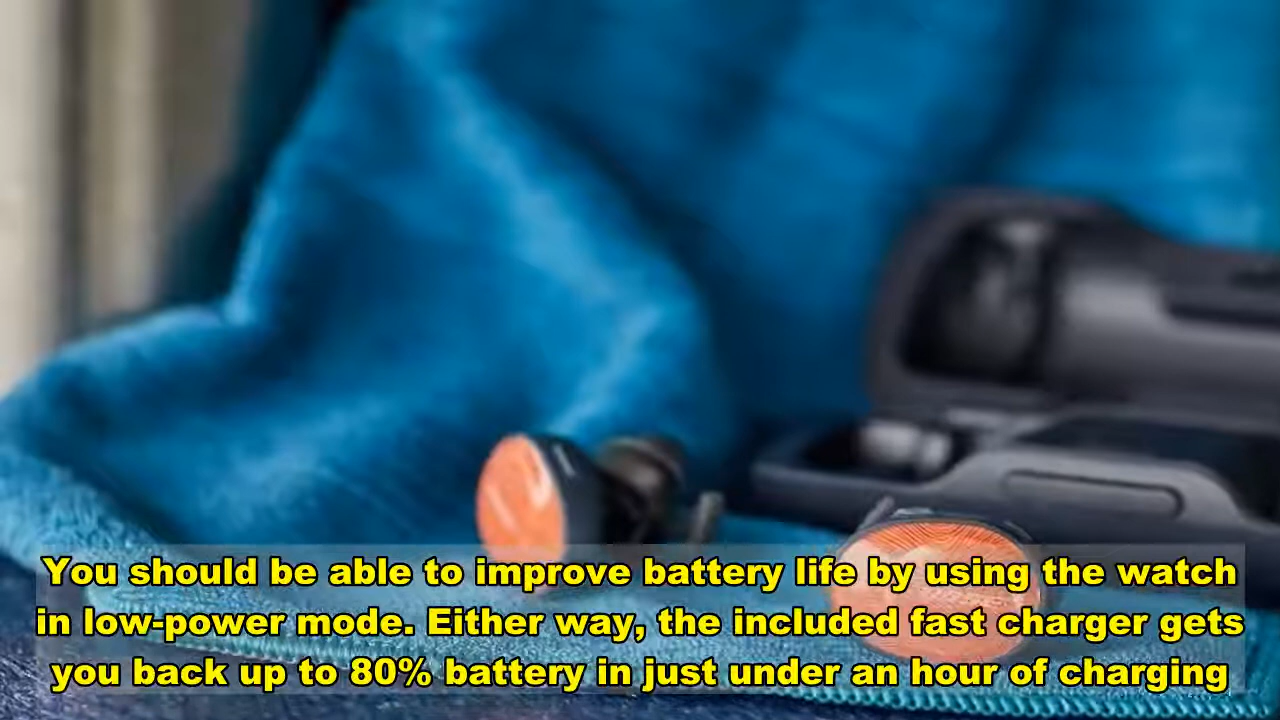 You should be able to improve battery life by using the watch
in low-power mode. Either way, the included fast charger gets
you back up to 80% battery in just under an hour of charging